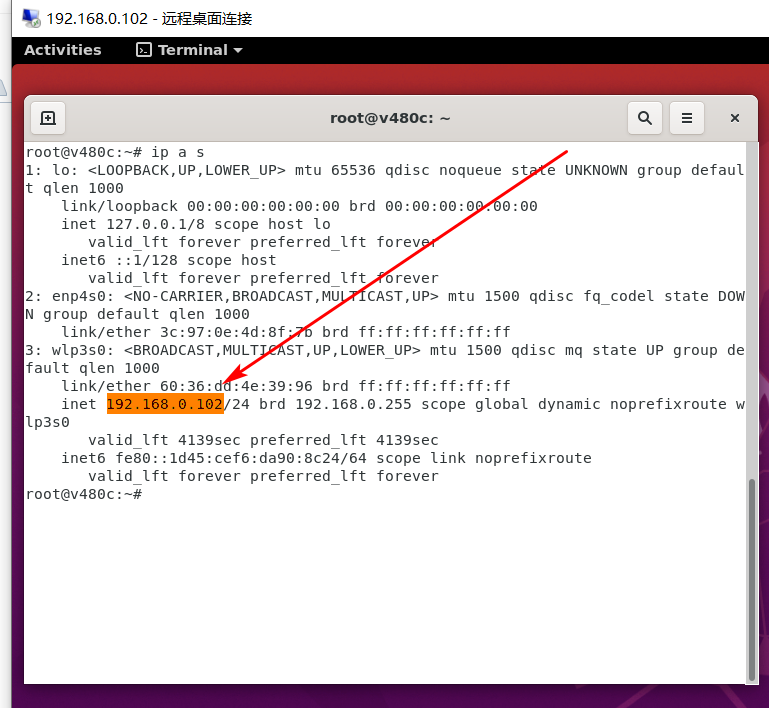 192.168.0.102 - 远程桌面连接
Activities Terminal
root@v480c: ~
root@v480c:~# ip a s
1: lo: <LOOPBACK,UP,LOWER_UP> mtu 65536 qdisc noqueue state UNKNOWN group defaul
t qlen 1000
link/loopback 00:00:00:00:00:00 brd 00:00:00:00:00:00
inet 127.0.0.1/8 scope host lo
valid_lft forever preferred_lft forever
inet6 ::1/128 scope host
valid_lft forever preferred_lft forever
2: enp4s0: <NO-CARRIER,BROADCAST,MULTICAST,UP> mtu 1500 qdisc fq_codel state DOW
N group default qlen 1000
link/ether 3c:97:0e:4d:8f:7b brd ff:ff:ff:ff:ff:ff
3: wlp3s0: <BROADCAST,MULTICAST,UP,LOWER_UP> mtu 1500 qdisc mq state UP group de
fault qlen 1000
link/ether 60:36:dd:4e:39:96 brd ff:ff:ff:ff:ff:ff
inet 192.168.0.102/24 brd 192.168.0.255 scope global dynamic noprefixroute w
lp3s0
valid_lft 4139sec preferred_lft 4139sec
inet6 fe80::1d45:cef6:da90:8c24/64 scope link noprefixroute
valid_lft forever preferred_lft forever
root@v480c:~#